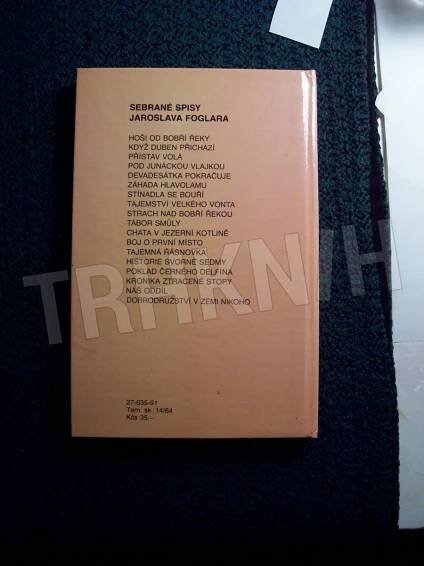 SEBRANÉ SPISY
JAROSLAVA FOGLARA
HOŠI OD BOBŘÍ ŘEKY
KDYŽ DUBEN PŘICHÁZÍ
PŘÍSTAV VOLÁ
POD JUNÁCKOU VLAJKOU
DEVADESÁTKA POKRAČUJE
ZÁHADA HLAVOLAMU
STÍNADLA SE BOUŘÍ
TAJEMSTVÍ VELKÉHO VONTA
STRACH NAD BOBŘÍ ŘEKOU
TÁBOR SMŮLY
CHATA V JEZERNÍ KOTLINĚ
BOJ O PRVNÍ MÍSTO
TAJEMNÁ ŘÁSNOVKA
HISTORIE SVORNÉ SEDMY
POKLAD ČERNÉHO DELFÍNA
KRONIKA ZTRACENÉ STOPY
NÁŠ ODDÍL
DOBRODRUŽSTVÍ V ZEMI NIKOHO
TRHKNIH
27-035-91
Tem. sk. 14/64
Kčs 35,—